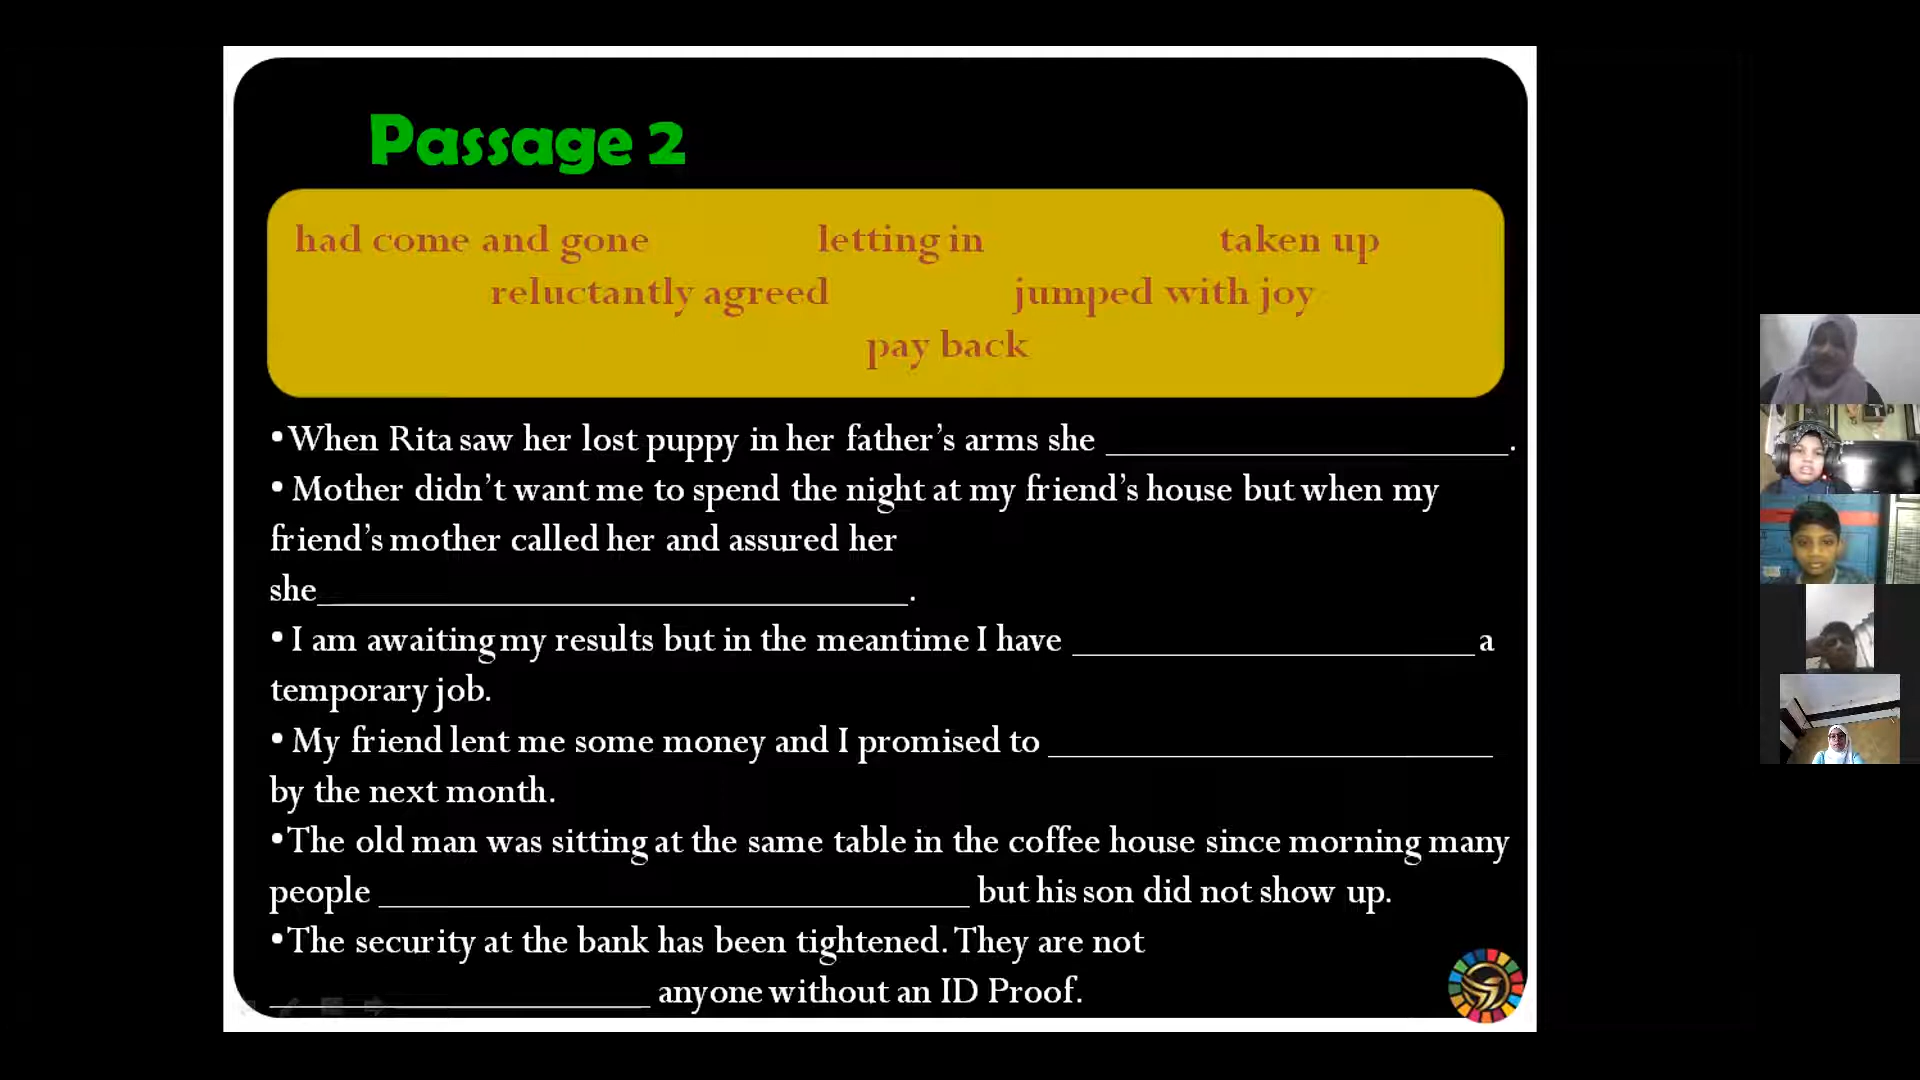 Passage 2
had come and gone letting in taken up
reluctantly agreed jumped with joy
pay back
•When Rita saw her lost puppy in her father’s arms she ____________________.
• Mother didn’t want me to spend the night at my friend’s house but when my
friend’s mother called her and assured her
she______________________________.
• I am awaiting my results but in the meantime I have ____________________ a
temporary job.
• My friend lent me some money and I promised to ______________________
by the next month.
•The old man was sitting at the same table in the coffee house since morning many
people ______________________________ but his son did not show up.
•The security at the bank has been tightened. They are not
___________________ anyone without an ID Proof.